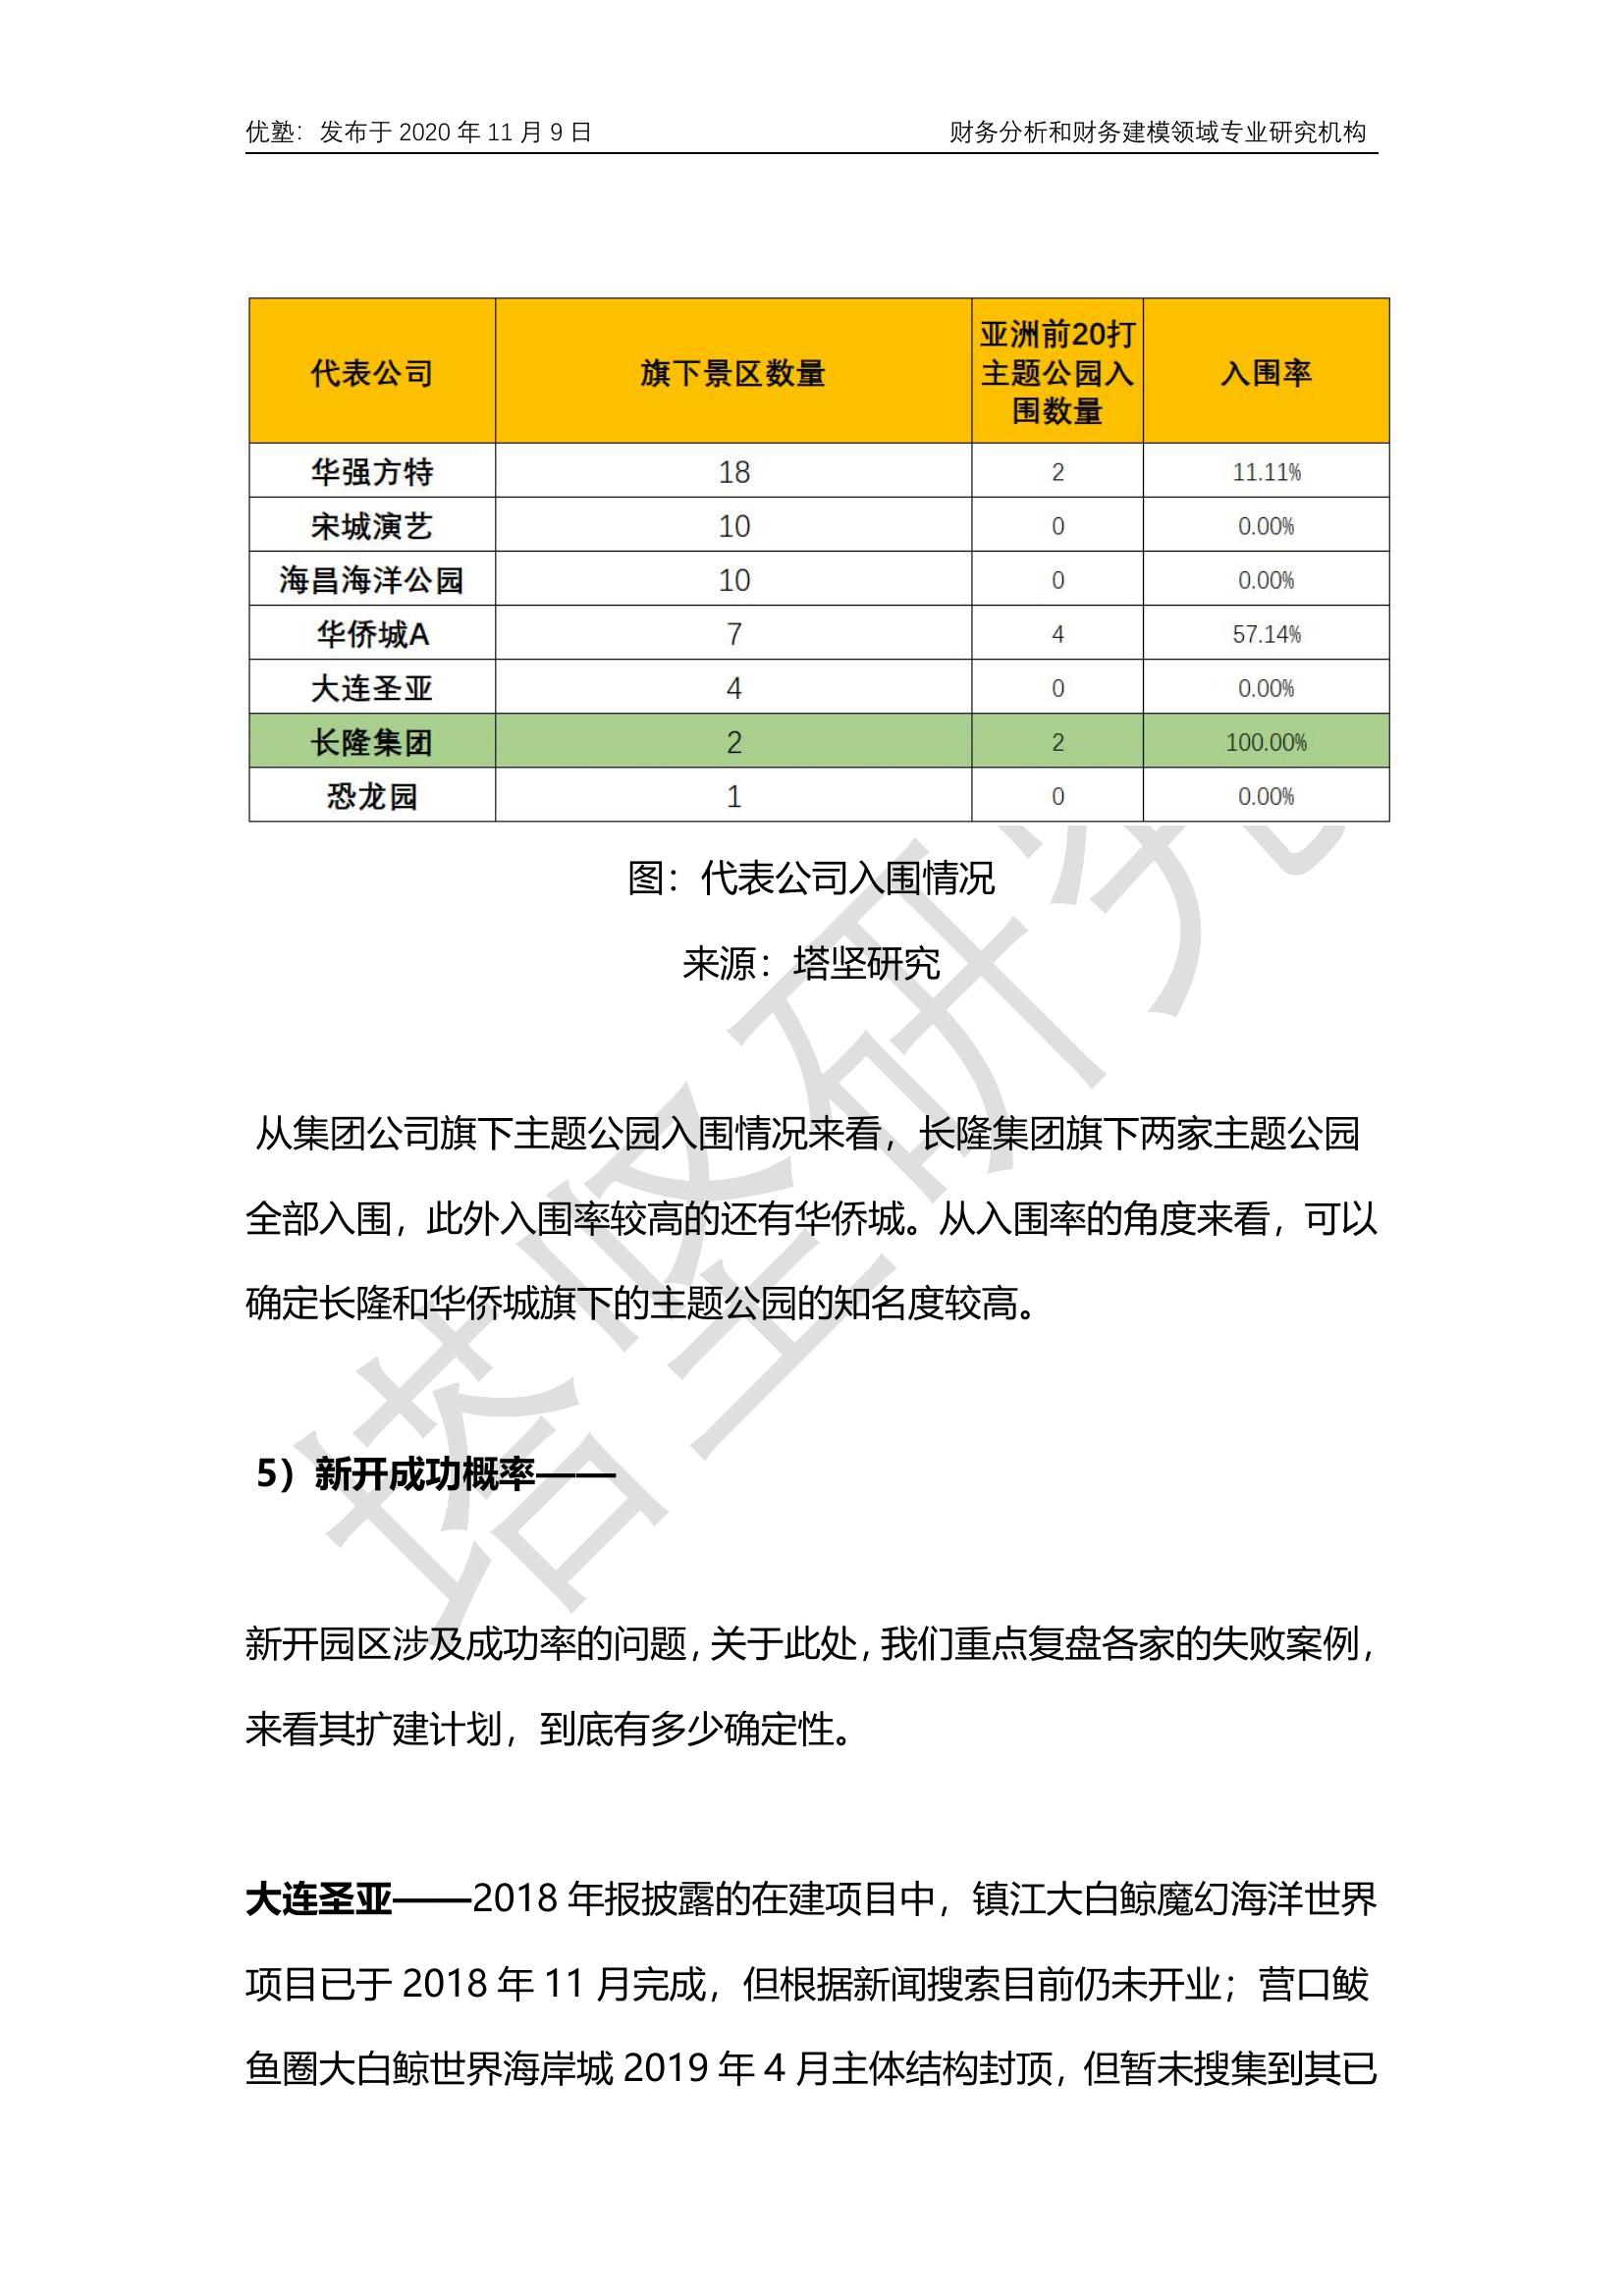 优塾：发布于 2020 年 11 月 9 日 财务分析和财务建模领域专业研究机构
代表公司 旗下景区数量 亚洲前20打主题公园入围数量 入围率
华强方特 18 2 11.11%
宋城演艺 10 0 0.00%
海昌海洋公园 10 0 0.00%
华侨城A 7 4 57.14%
大连圣亚 4 0 0.00%
长隆集团 2 2 100.00%
恐龙园 1 0 0.00%
图：代表公司入围情况
来源：塔坚研究
从集团公司旗下主题公园入围情况来看，长隆集团旗下两家主题公园
全部入围，此外入围率较高的还有华侨城。从入围率的角度来看，可以
确定长隆和华侨城旗下的主题公园的知名度较高。
5）新开成功概率——
新开园区涉及成功率的问题，关于此处，我们重点复盘各家的失败案例，
来看其扩建计划，到底有多少确定性。
大连圣亚——2018 年报披露的在建项目中，镇江大白鲸魔幻海洋世界
项目已于 2018 年 11 月完成，但根据新闻搜索目前仍未开业；营口鲅
鱼圈大白鲸世界海岸城 2019 年 4 月主体结构封顶，但暂未搜集到其已
塔坚研究